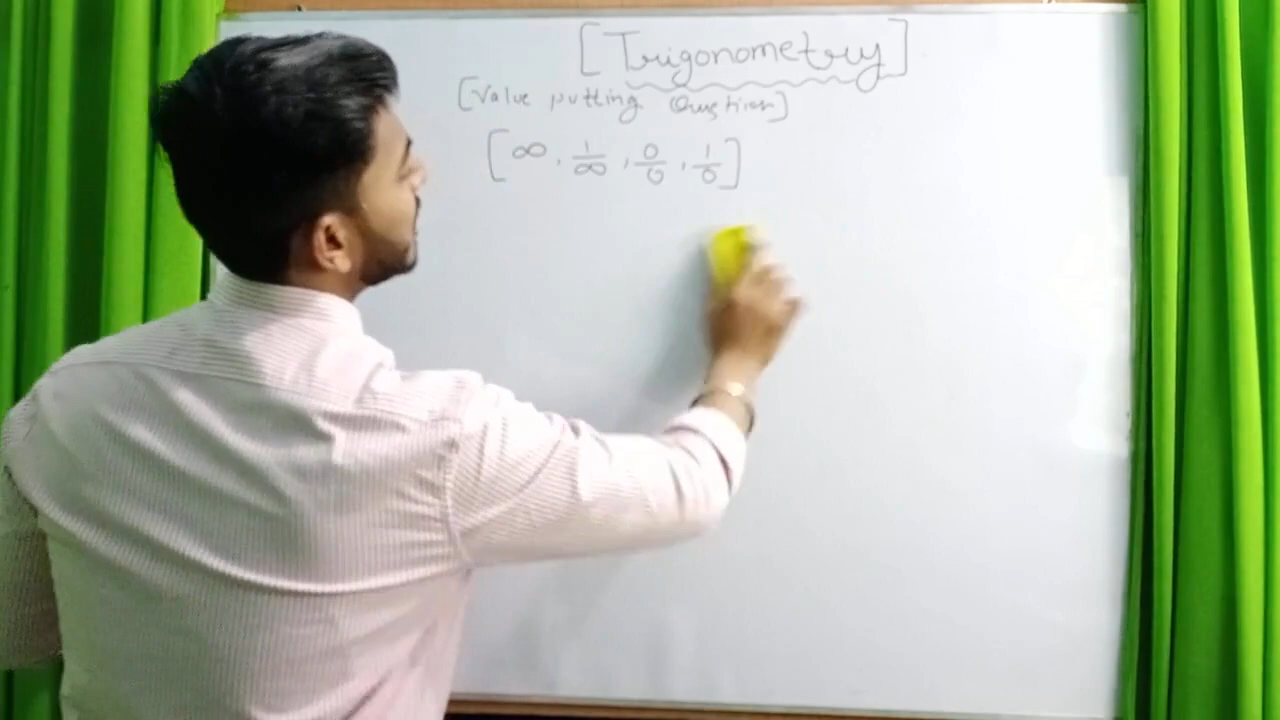 [Trigonometry]
[Value putting Question]
[∞, 1/∞, 0/0, 1/0]